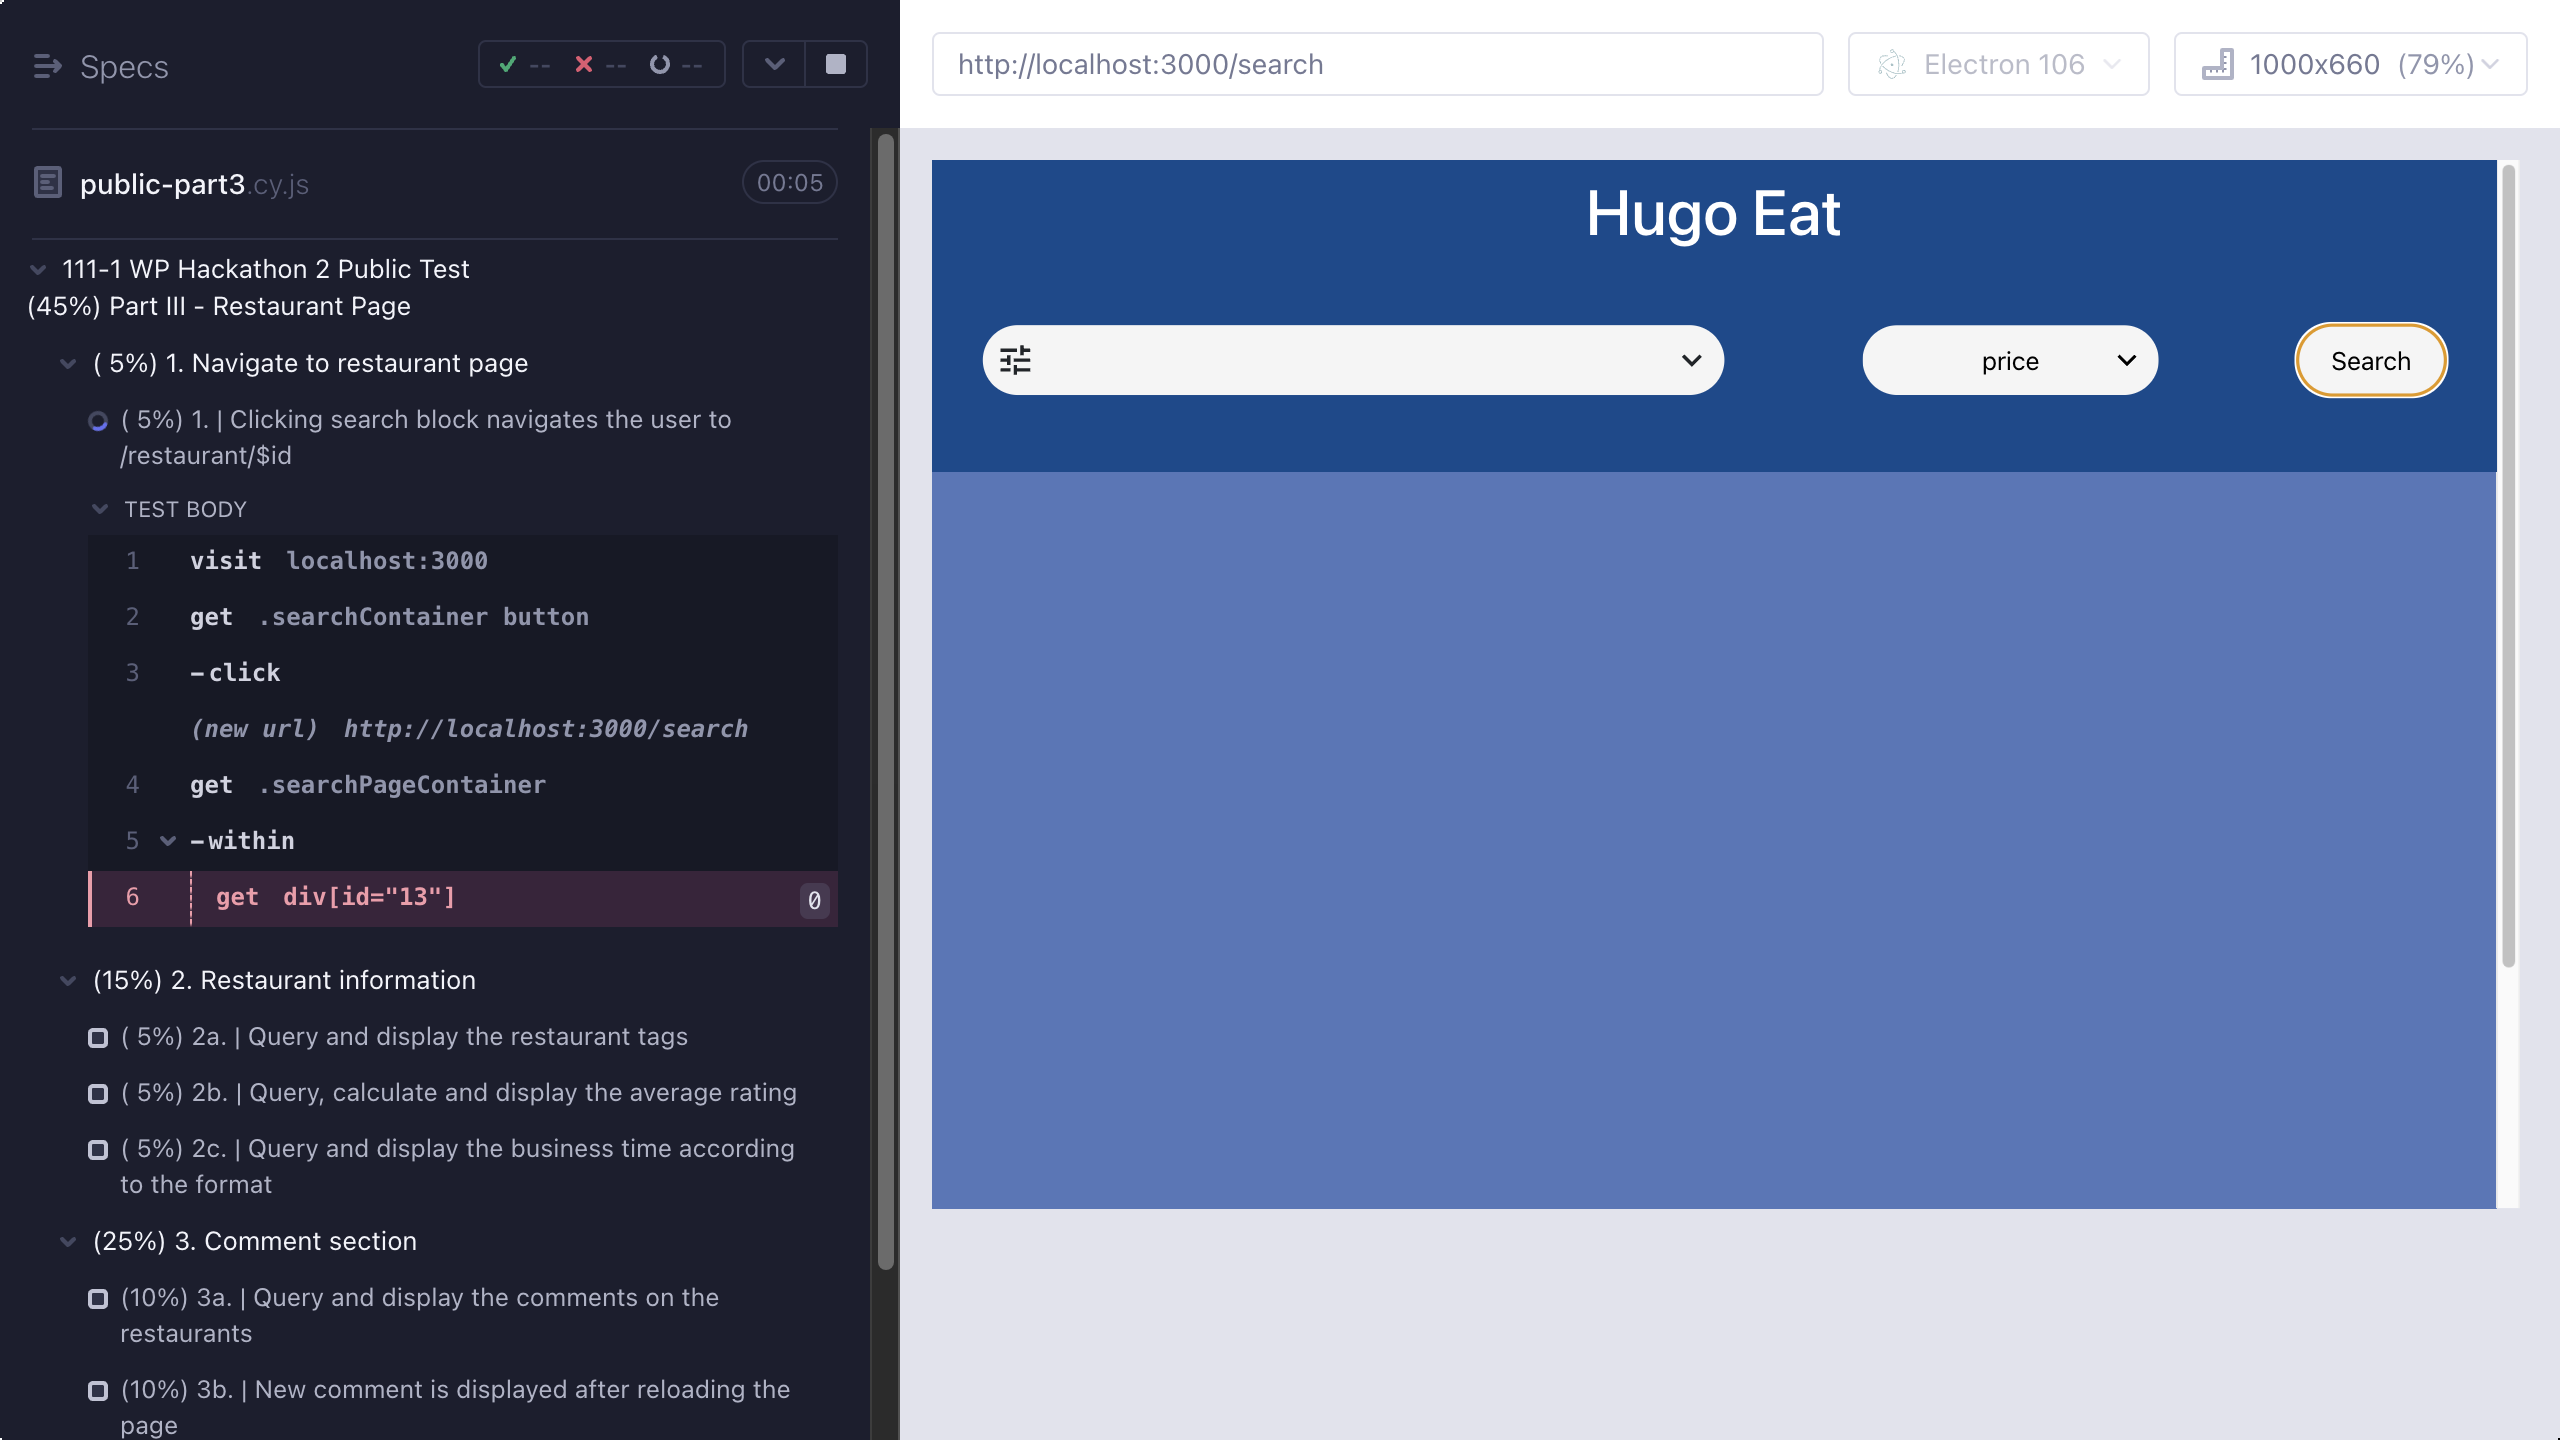 Specs
-- -- --
public-part3.cy.js
00:05
111-1 WP Hackathon 2 Public Test
(45%) Part III - Restaurant Page
( 5%) 1. Navigate to restaurant page
( 5%) 1. | Clicking search block navigates the user to
/restaurant/$id
TEST BODY
1 visit localhost:3000
2 get .searchContainer button
3 -click
(new url) http://localhost:3000/search
4 get .searchPageContainer
5 -within
6 get div[id="13"] 0
(15%) 2. Restaurant information
( 5%) 2a. | Query and display the restaurant tags
( 5%) 2b. | Query, calculate and display the average rating
( 5%) 2c. | Query and display the business time according
to the format
(25%) 3. Comment section
(10%) 3a. | Query and display the comments on the
restaurants
(10%) 3b. | New comment is displayed after reloading the
page
http://localhost:3000/search
Electron 106
1000x660 (79%)
Hugo Eat
price
Search